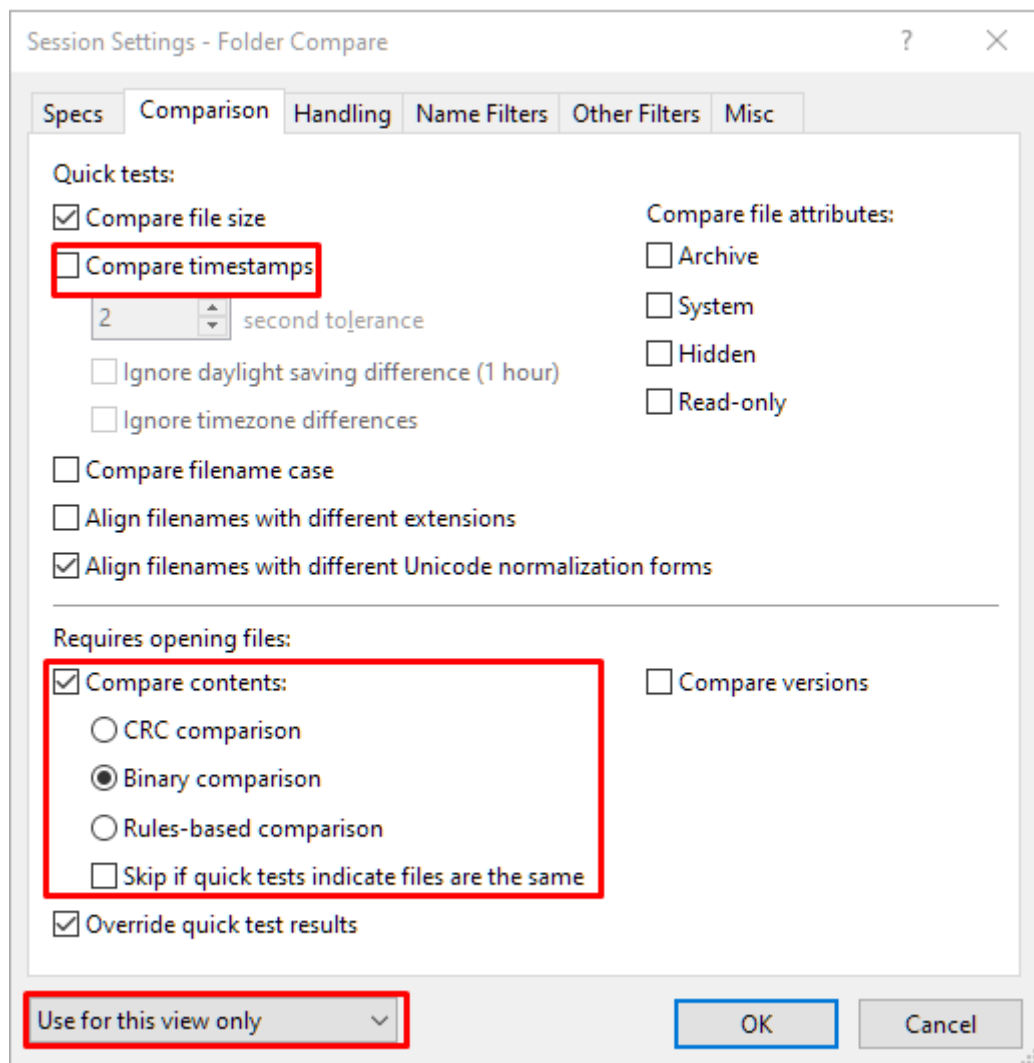 Session Settings - Folder Compare
Specs Comparison Handling Name Filters Other Filters Misc
Quick tests:
Compare file size
Compare timestamps
2 second tolerance
Ignore daylight saving difference (1 hour)
Ignore timezone differences
Compare filename case
Align filenames with different extensions
Align filenames with different Unicode normalization forms
Compare file attributes:
Archive
System
Hidden
Read-only
Requires opening files:
Compare contents:
CRC comparison
Binary comparison
Rules-based comparison
Skip if quick tests indicate files are the same
Override quick test results
Compare versions
Use for this view only
OK
Cancel